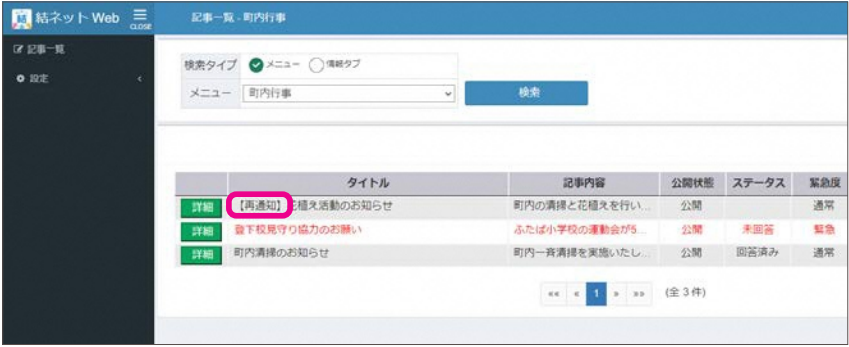 結ネット Web CLOSE 記事一覧 - 町内行事
記事一覧
設定
検索タイプ メニュー 情報タブ
メニュー 町内行事 検索
タイトル 記事内容 公開状態 ステータス 緊急度
詳細 【再通知】花植え活動のお知らせ 町内の清掃と花植えを行い... 公開 通常
詳細 登下校見守り協力のお願い ふたば小学校の運動会が5... 公開 未回答 緊急
詳細 町内清掃のお知らせ 町内一斉清掃を実施いたし... 公開 回答済み 通常
«« « 1 » »» (全 3 件)